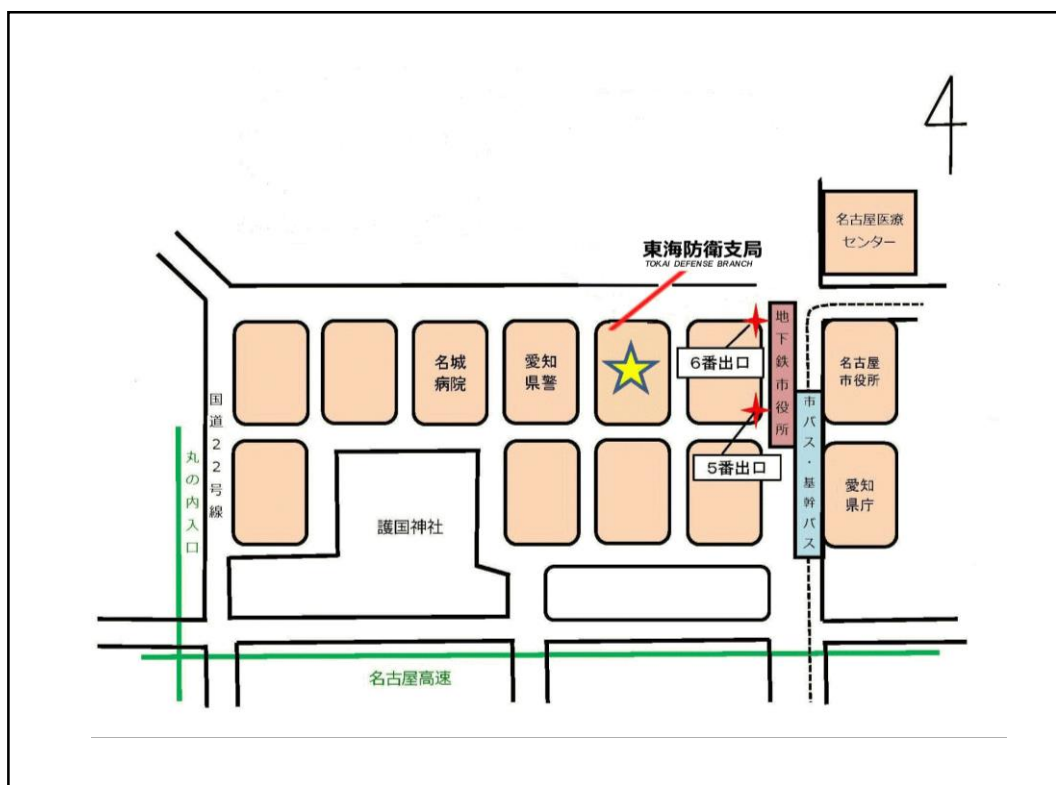 名古屋医療
センター
東海防衛支局
TOKAI DEFENSE BRANCH
地下鉄市役所
6番出口
名城
病院
愛知
県警
名古屋
市役所
国道22号線
市バス・基幹バス
5番出口
丸の内入口
愛知
県庁
護国神社
名古屋高速